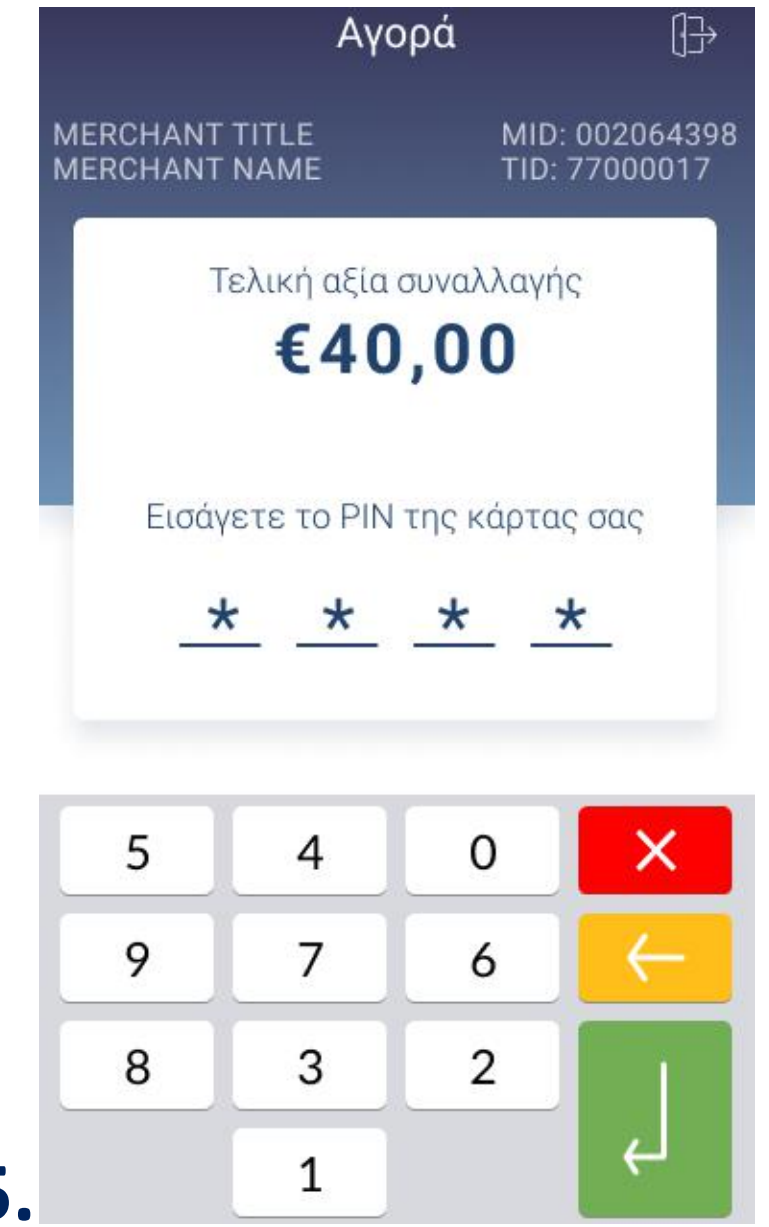 Αγορά
MERCHANT TITLE MID: 002064398
MERCHANT NAME TID: 77000017
Τελική αξία συναλλαγής
€40,00
Εισάγετε το PIN της κάρτας σας
* * * *
5 4 0
9 7 6
8 3 2
1